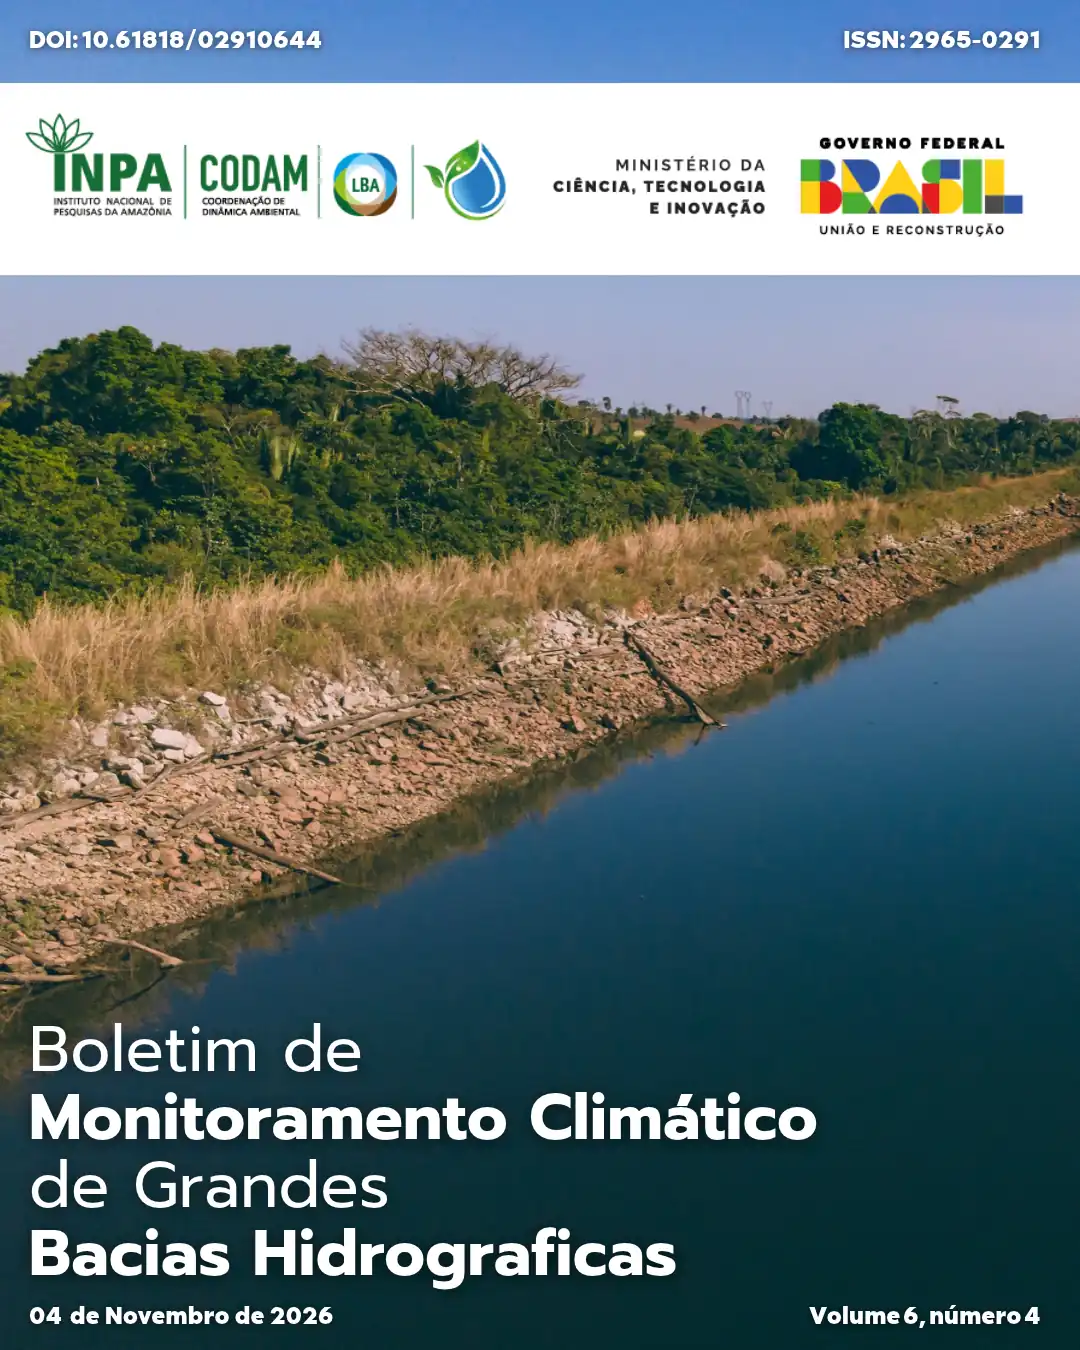 DOI: 10.61818/02910644
ISSN: 2965-0291
INPA
INSTITUTO NACIONAL DE
PESQUISAS DA AMAZÔNIA
CODAM
COORDENAÇÃO DE
DINÂMICA AMBIENTAL
LBA
MINISTÉRIO DA
CIÊNCIA, TECNOLOGIA
E INOVAÇÃO
GOVERNO FEDERAL
BRASIL
UNIÃO E RECONSTRUÇÃO
Boletim de
Monitoramento Climático
de Grandes
Bacias Hidrograficas
04 de Novembro de 2026
Volume 6, número 4